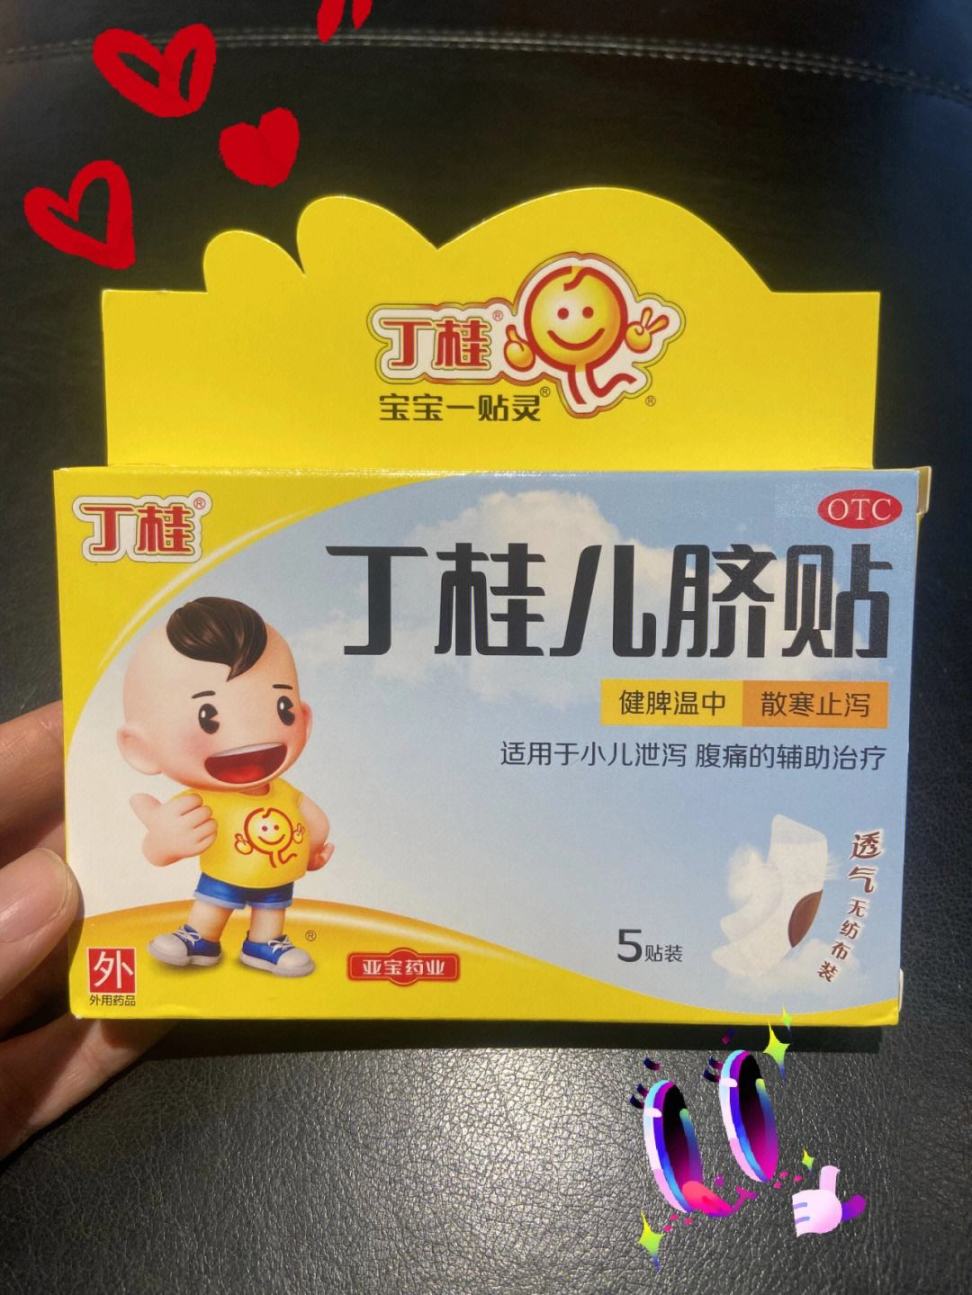 丁桂®
宝宝一贴灵®
®
丁桂®
OTC
丁桂儿脐贴
健脾温中 散寒止泻
适用于小儿泄泻 腹痛的辅助治疗
透气无纺布装
5贴装
®
亚宝药业
外
外用药品